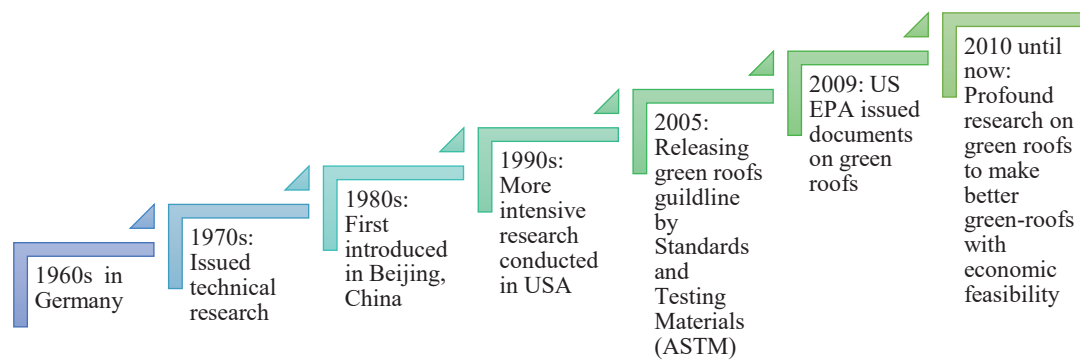 1960s in
Germany
1970s:
Issued
technical
research
1980s:
First
introduced
in Beijing,
China
1990s:
More
intensive
research
conducted
in USA
2005:
Releasing
green roofs
guildline
by
Standards
and
Testing
Materials
(ASTM)
2009: US
EPA issued
documents
on green
roofs
2010 until
now:
Profound
research on
green roofs
to make
better
green-roofs
with
economic
feasibility